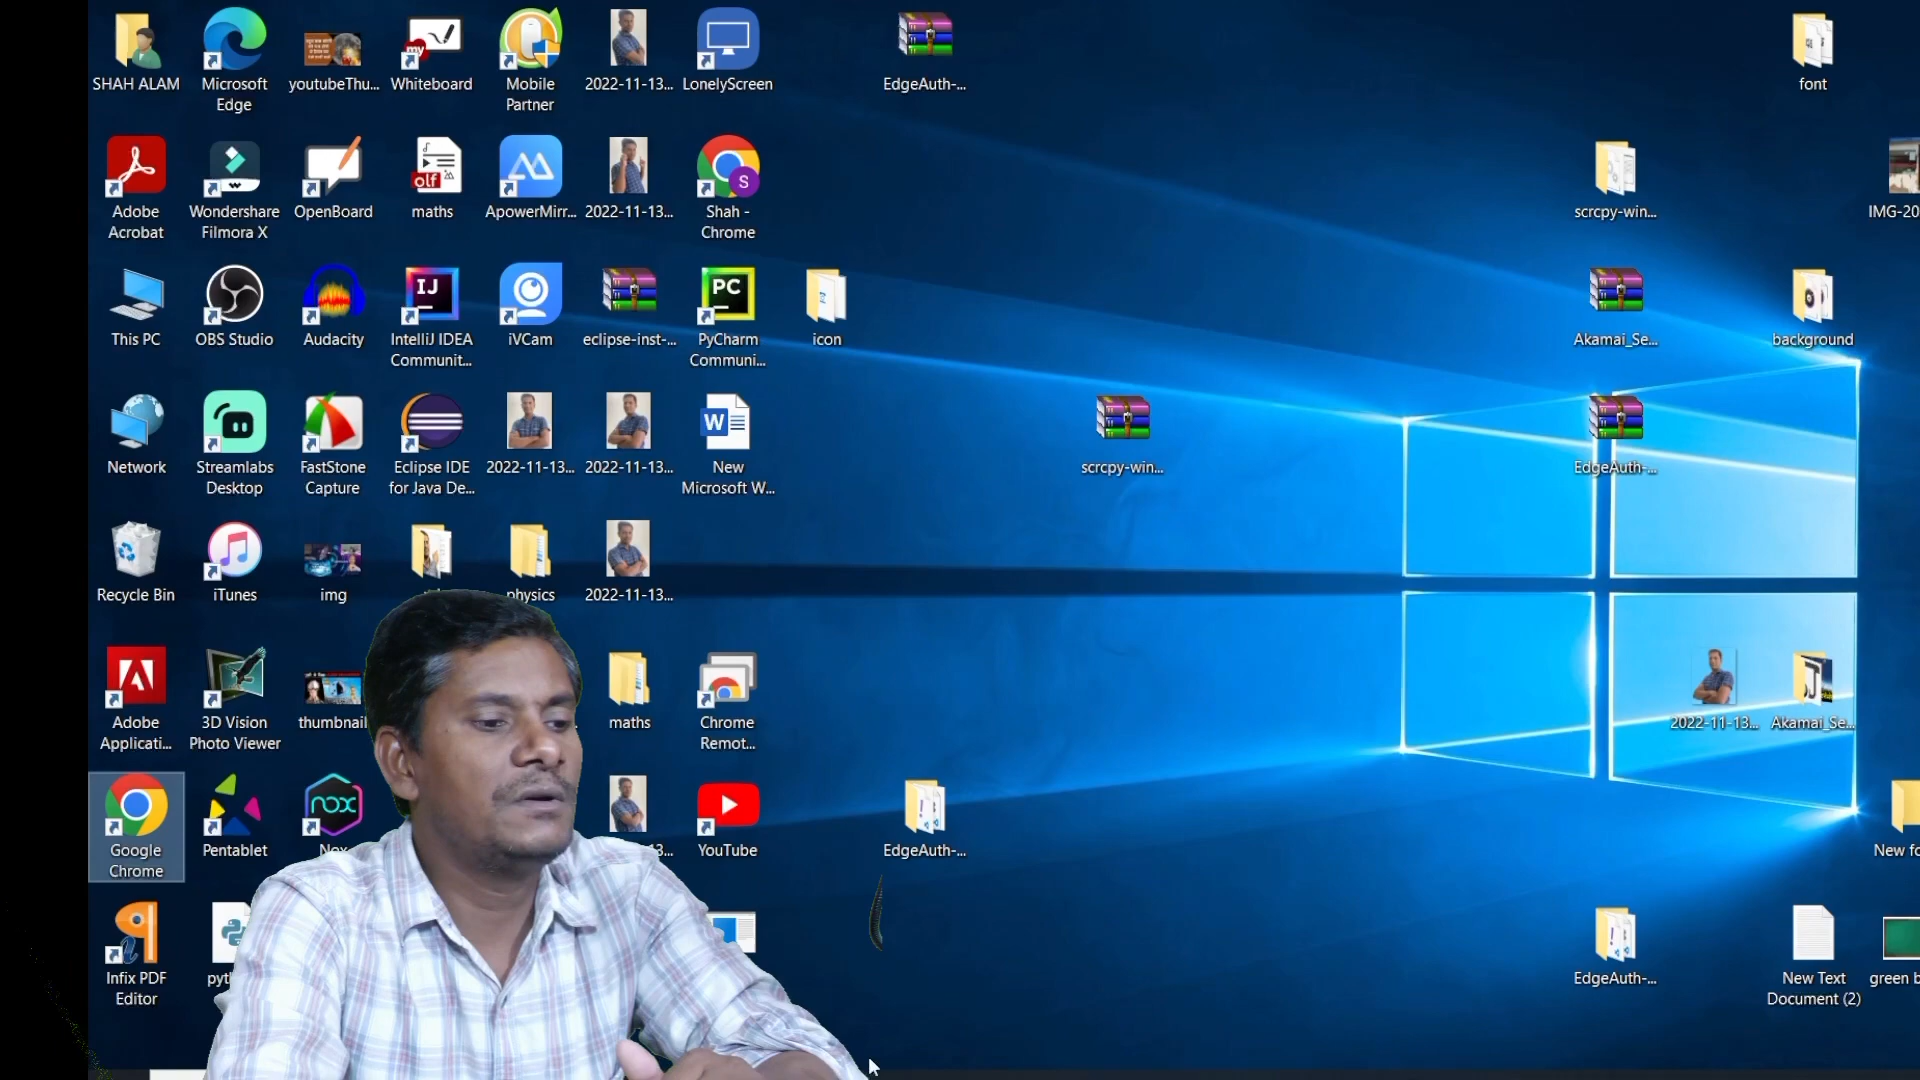 SHAH ALAM
Microsoft
Edge
youtubeThu...
Whiteboard
Mobile
Partner
2022-11-13...
LonelyScreen
EdgeAuth-...
font
Adobe
Acrobat
Wondershare
Filmora X
OpenBoard
maths
ApowerMirr...
2022-11-13...
Shah -
Chrome
scrcpy-win...
IMG-20
This PC
OBS Studio
Audacity
IntelliJ IDEA
Communit...
iVCam
eclipse-inst-...
PyCharm
Communi...
icon
Akamai_Se...
background
Network
Streamlabs
Desktop
FastStone
Capture
Eclipse IDE
for Java De...
2022-11-13...
2022-11-13...
New
Microsoft W...
scrcpy-win...
EdgeAuth-...
Recycle Bin
iTunes
img
physics
2022-11-13...
Adobe
Applicati...
3D Vision
Photo Viewer
thumbnail
maths
Chrome
Remot...
2022-11-13...
Akamai_Se...
Google
Chrome
Pentablet
Nox
YouTube
EdgeAuth-...
New fo
Infix PDF
Editor
pyt
EdgeAuth-...
New Text
Document (2)
green b